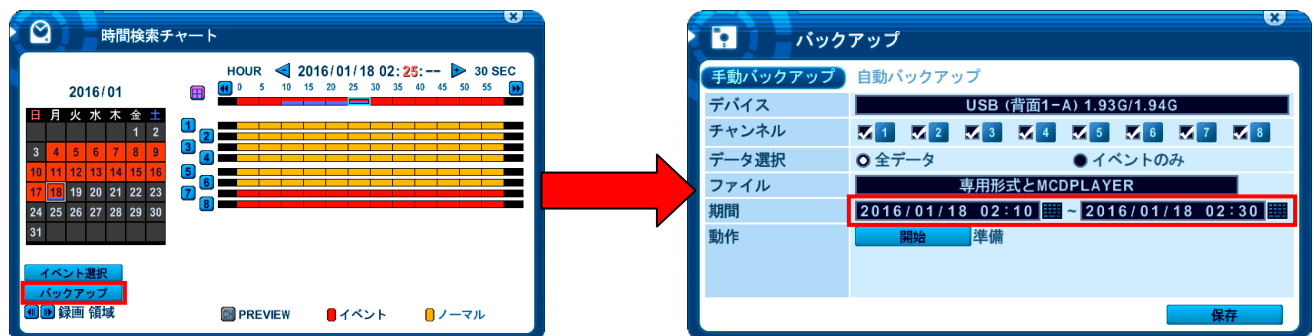 時間検索チャート
HOUR 2016/01/18 02:25:-- 30 SEC
2016/01
0 5 10 15 20 25 30 35 40 45 50 55
日 月 火 水 木 金 土
1 2
3 4 5 6 7 8 9
10 11 12 13 14 15 16
17 18 19 20 21 22 23
24 25 26 27 28 29 30
31
1
2
3
4
5
6
7
8
イベント選択
バックアップ
録画 領域
PREVIEW イベント ノーマル
バックアップ
手動バックアップ 自動バックアップ
デバイス USB (背面1-A) 1.93G/1.94G
チャンネル 1 2 3 4 5 6 7 8
データ選択 全データ イベントのみ
ファイル 専用形式とMCDPLAYER
期間 2016/01/18 02:10 ~ 2016/01/18 02:30
動作 開始 準備
保存